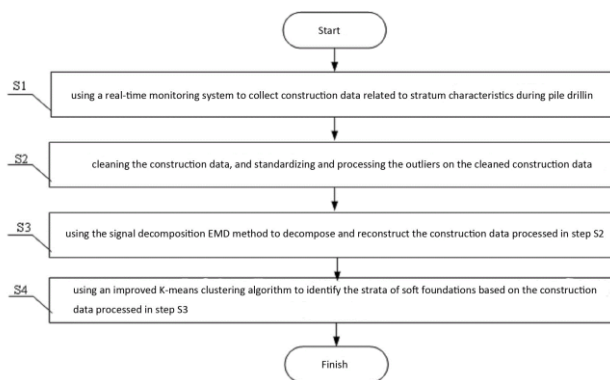 Start
S1
using a real-time monitoring system to collect construction data related to stratum characteristics during pile drillin
S2
cleaning the construction data, and standardizing and processing the outliers on the cleaned construction data
S3
using the signal decomposition EMD method to decompose and reconstruct the construction data processed in step S2
S4
using an improved K-means clustering algorithm to identify the strata of soft foundations based on the construction
data processed in step S3
Finish